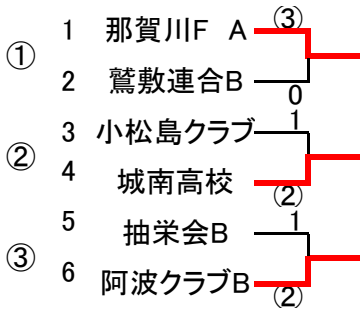 1 那賀川F A ③
①
2 鷲敷連合B 0
3 小松島クラブ 1
②
4 城南高校 ②
5 抽栄会B 1
③
6 阿波クラブB ②